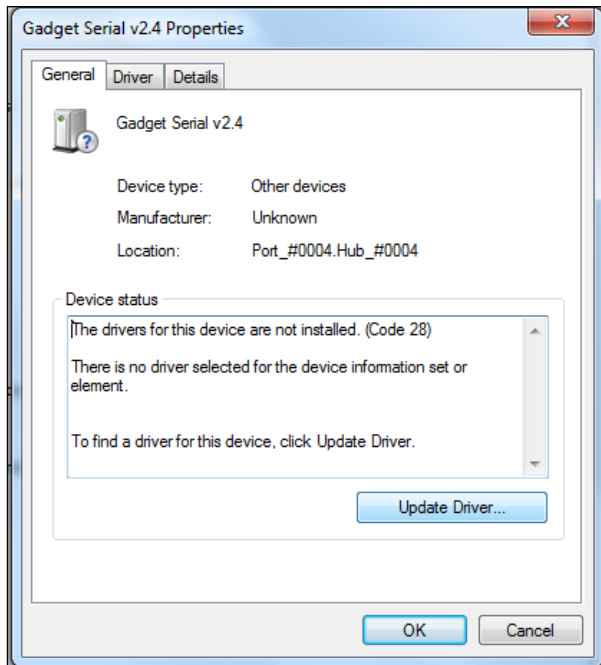 Gadget Serial v2.4 Properties
General Driver Details
Gadget Serial v2.4
Device type: Other devices
Manufacturer: Unknown
Location: Port_#0004.Hub_#0004
Device status
The drivers for this device are not installed. (Code 28)
There is no driver selected for the device information set or
element.
To find a driver for this device, click Update Driver.
Update Driver...
OK Cancel